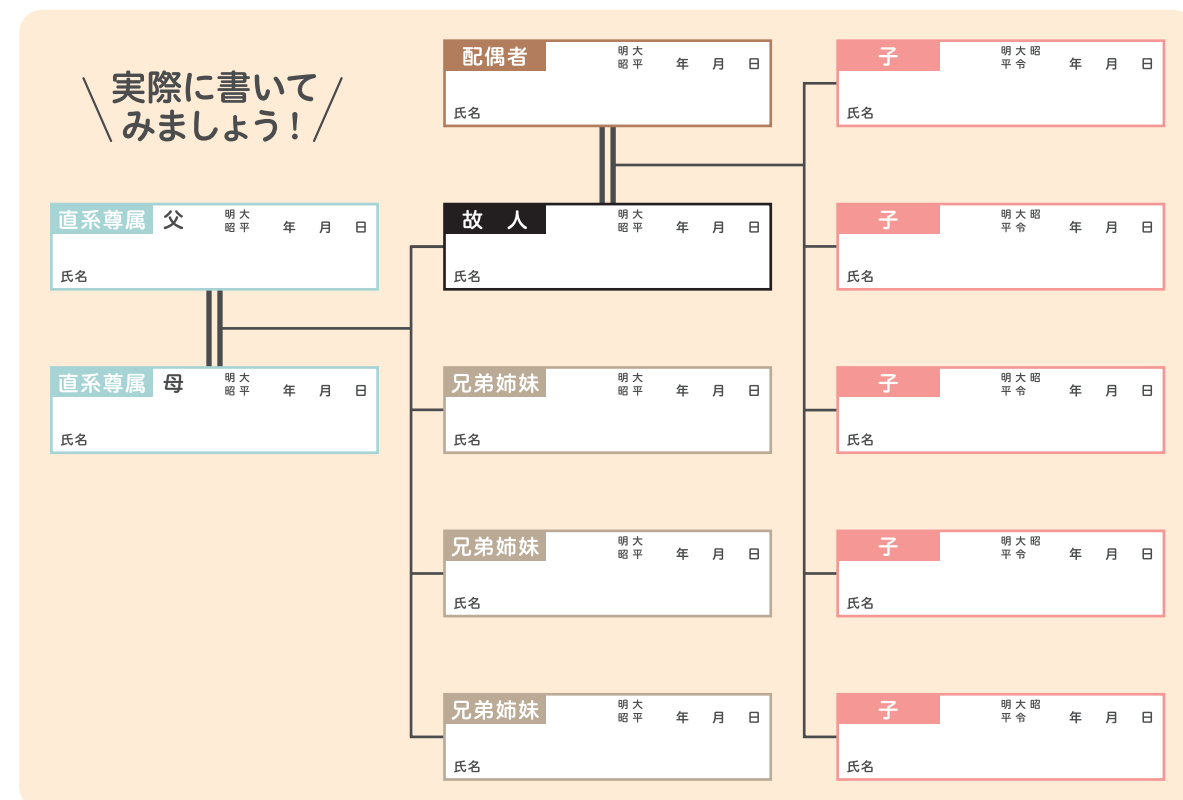 実際に書いて
みましょう！
配偶者
明 大
昭 平 年 月 日
氏名
子
明 大 昭
平 令 年 月 日
氏名
直系尊属 父
明 大
昭 平 年 月 日
氏名
故 人
明 大
昭 平 年 月 日
氏名
子
明 大 昭
平 令 年 月 日
氏名
直系尊属 母
明 大
昭 平 年 月 日
氏名
兄弟姉妹
明 大
昭 平 年 月 日
氏名
子
明 大 昭
平 令 年 月 日
氏名
兄弟姉妹
明 大
昭 平 年 月 日
氏名
子
明 大 昭
平 令 年 月 日
氏名
兄弟姉妹
明 大
昭 平 年 月 日
氏名
子
明 大 昭
平 令 年 月 日
氏名